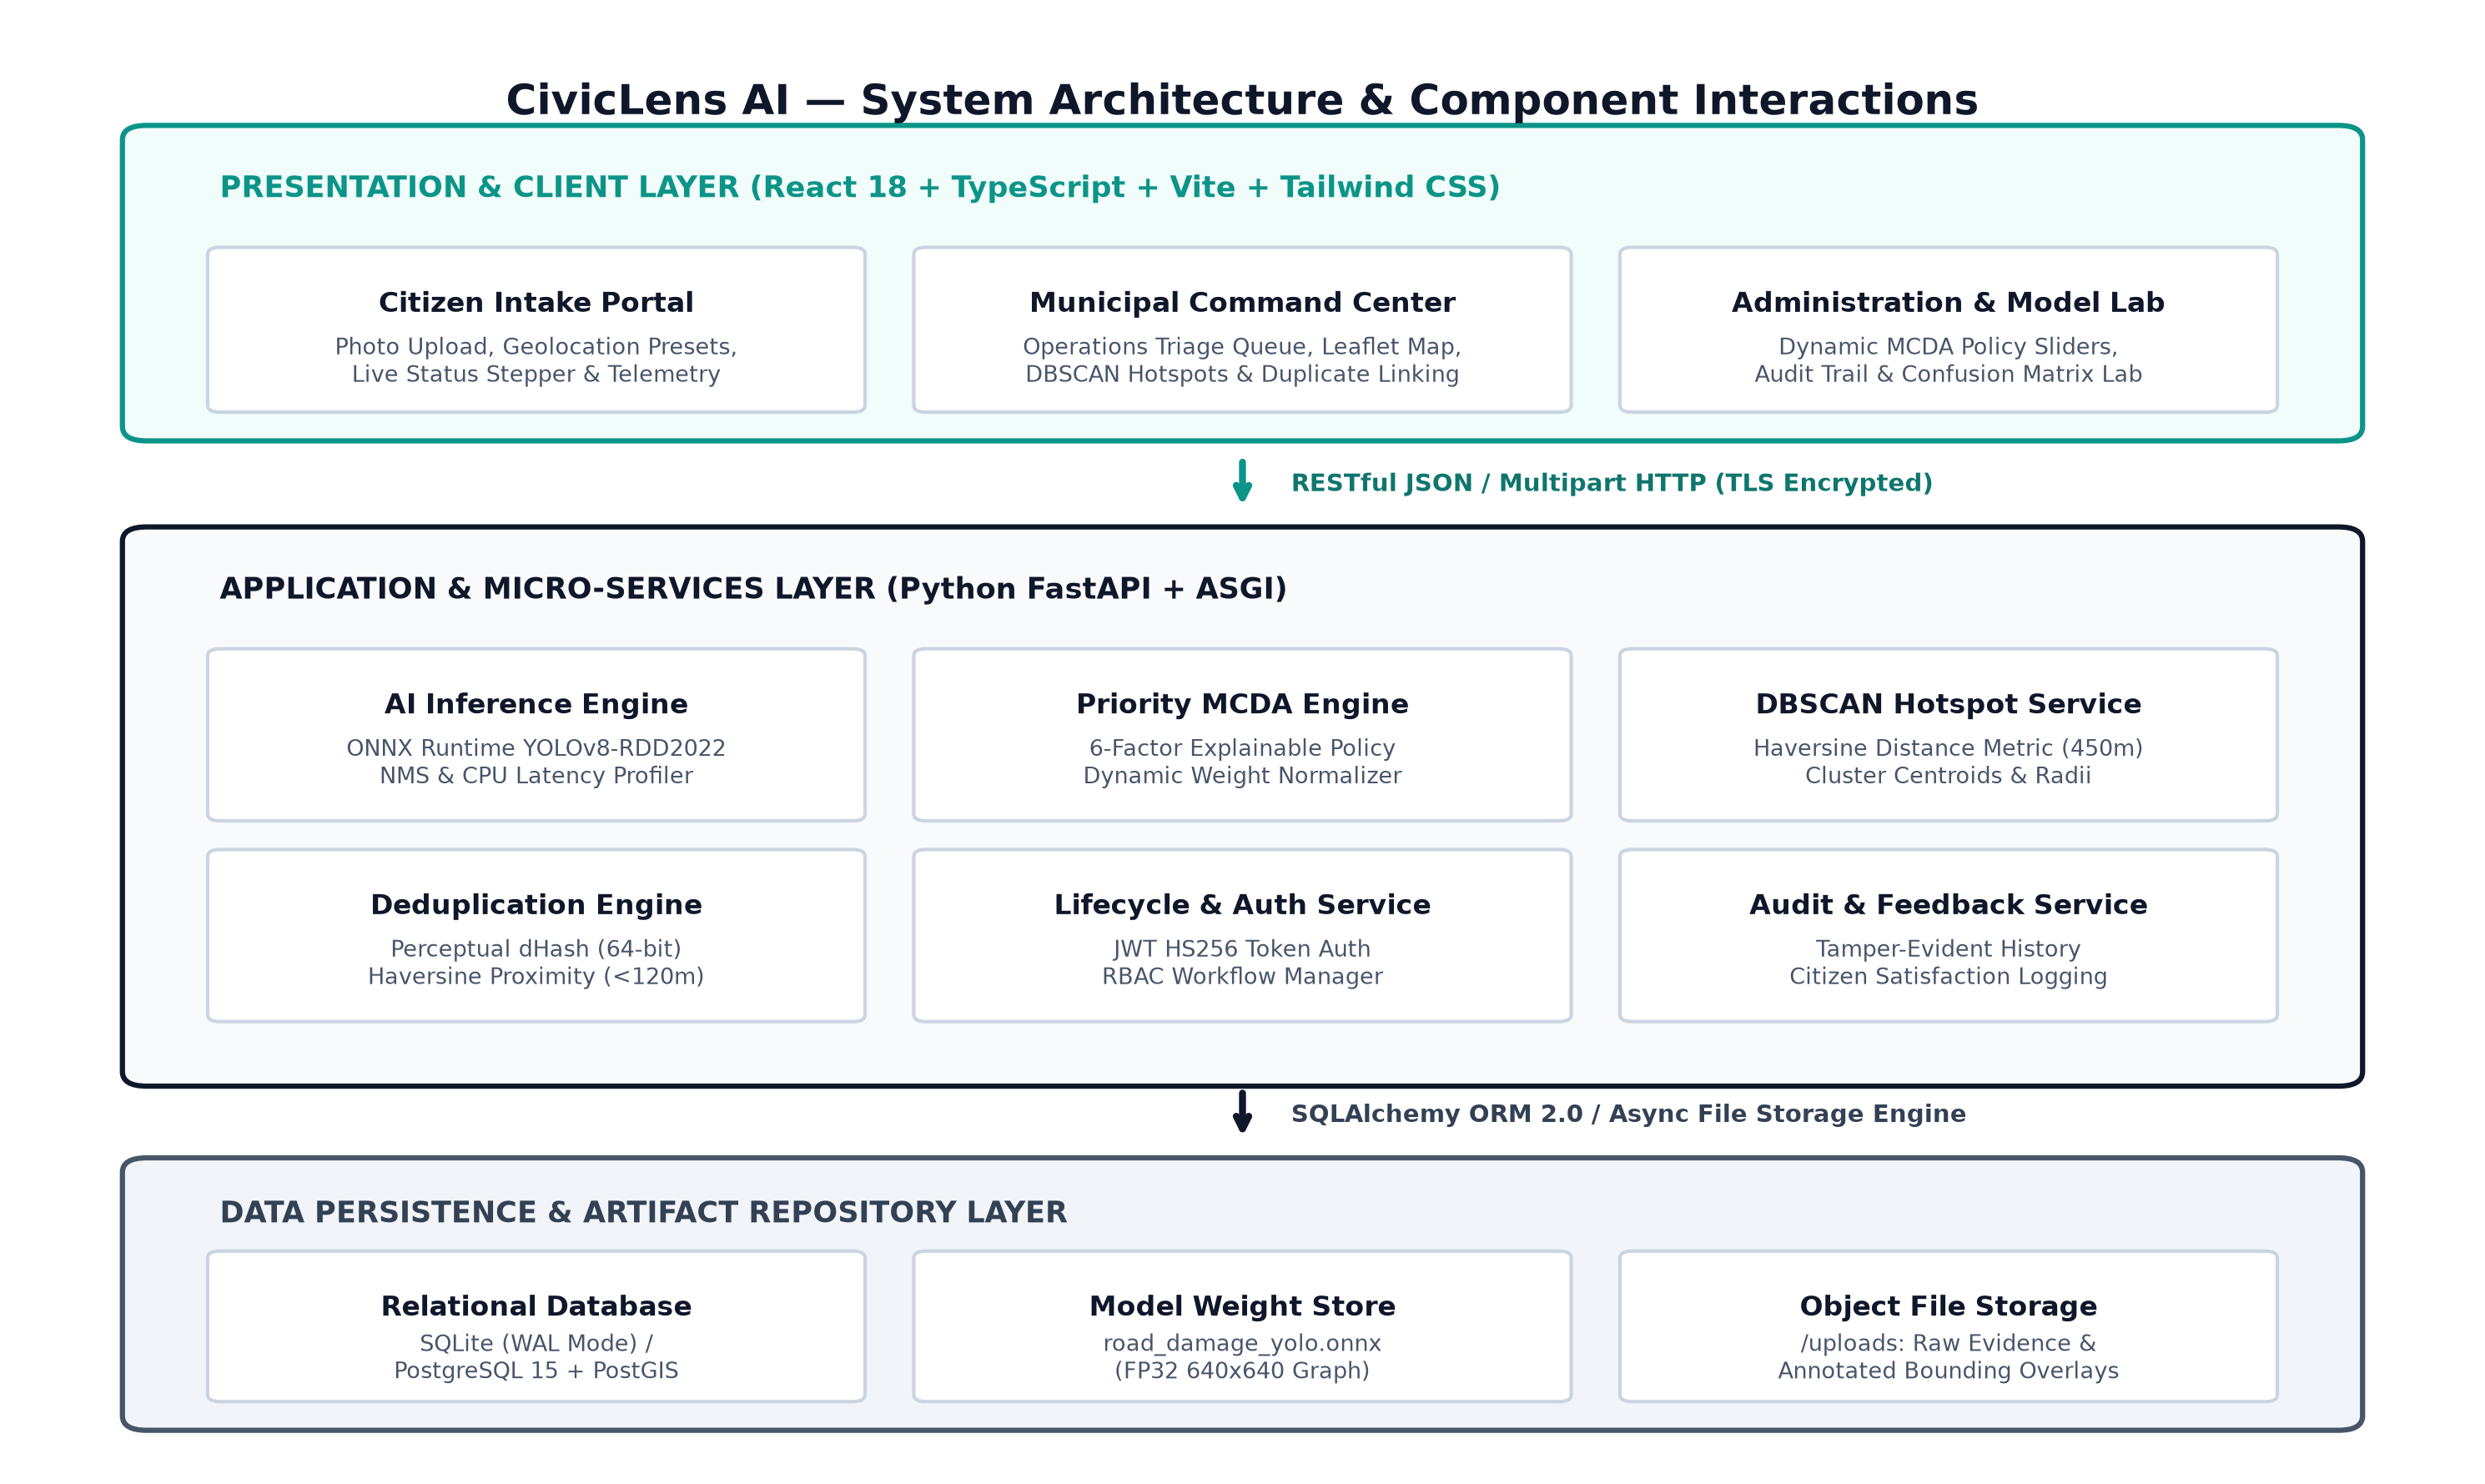 CivicLens AI — System Architecture & Component Interactions
PRESENTATION & CLIENT LAYER (React 18 + TypeScript + Vite + Tailwind CSS)
Citizen Intake Portal
Photo Upload, Geolocation Presets,
Live Status Stepper & Telemetry
Municipal Command Center
Operations Triage Queue, Leaflet Map,
DBSCAN Hotspots & Duplicate Linking
Administration & Model Lab
Dynamic MCDA Policy Sliders,
Audit Trail & Confusion Matrix Lab
RESTful JSON / Multipart HTTP (TLS Encrypted)
APPLICATION & MICRO-SERVICES LAYER (Python FastAPI + ASGI)
AI Inference Engine
ONNX Runtime YOLOv8-RDD2022
NMS & CPU Latency Profiler
Priority MCDA Engine
6-Factor Explainable Policy
Dynamic Weight Normalizer
DBSCAN Hotspot Service
Haversine Distance Metric (450m)
Cluster Centroids & Radii
Deduplication Engine
Perceptual dHash (64-bit)
Haversine Proximity (<120m)
Lifecycle & Auth Service
JWT HS256 Token Auth
RBAC Workflow Manager
Audit & Feedback Service
Tamper-Evident History
Citizen Satisfaction Logging
SQLAlchemy ORM 2.0 / Async File Storage Engine
DATA PERSISTENCE & ARTIFACT REPOSITORY LAYER
Relational Database
SQLite (WAL Mode) /
PostgreSQL 15 + PostGIS
Model Weight Store
road_damage_yolo.onnx
(FP32 640x640 Graph)
Object File Storage
/uploads: Raw Evidence &
Annotated Bounding Overlays